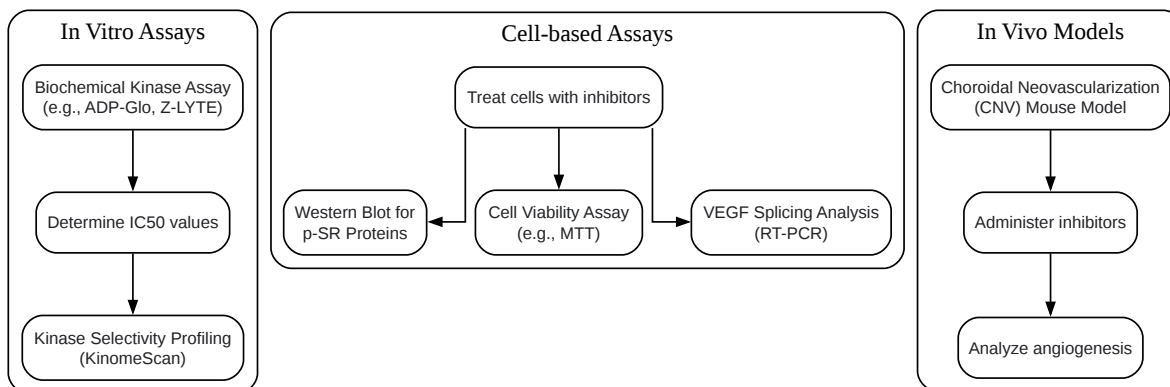 In Vitro Assays
Biochemical Kinase Assay
(e.g., ADP-Glo, Z-LYTE)
Determine IC50 values
Kinase Selectivity Profiling
(KinomeScan)
Cell-based Assays
Treat cells with inhibitors
Western Blot for
p-SR Proteins
Cell Viability Assay
(e.g., MTT)
VEGF Splicing Analysis
(RT-PCR)
In Vivo Models
Choroidal Neovascularization
(CNV) Mouse Model
Administer inhibitors
Analyze angiogenesis